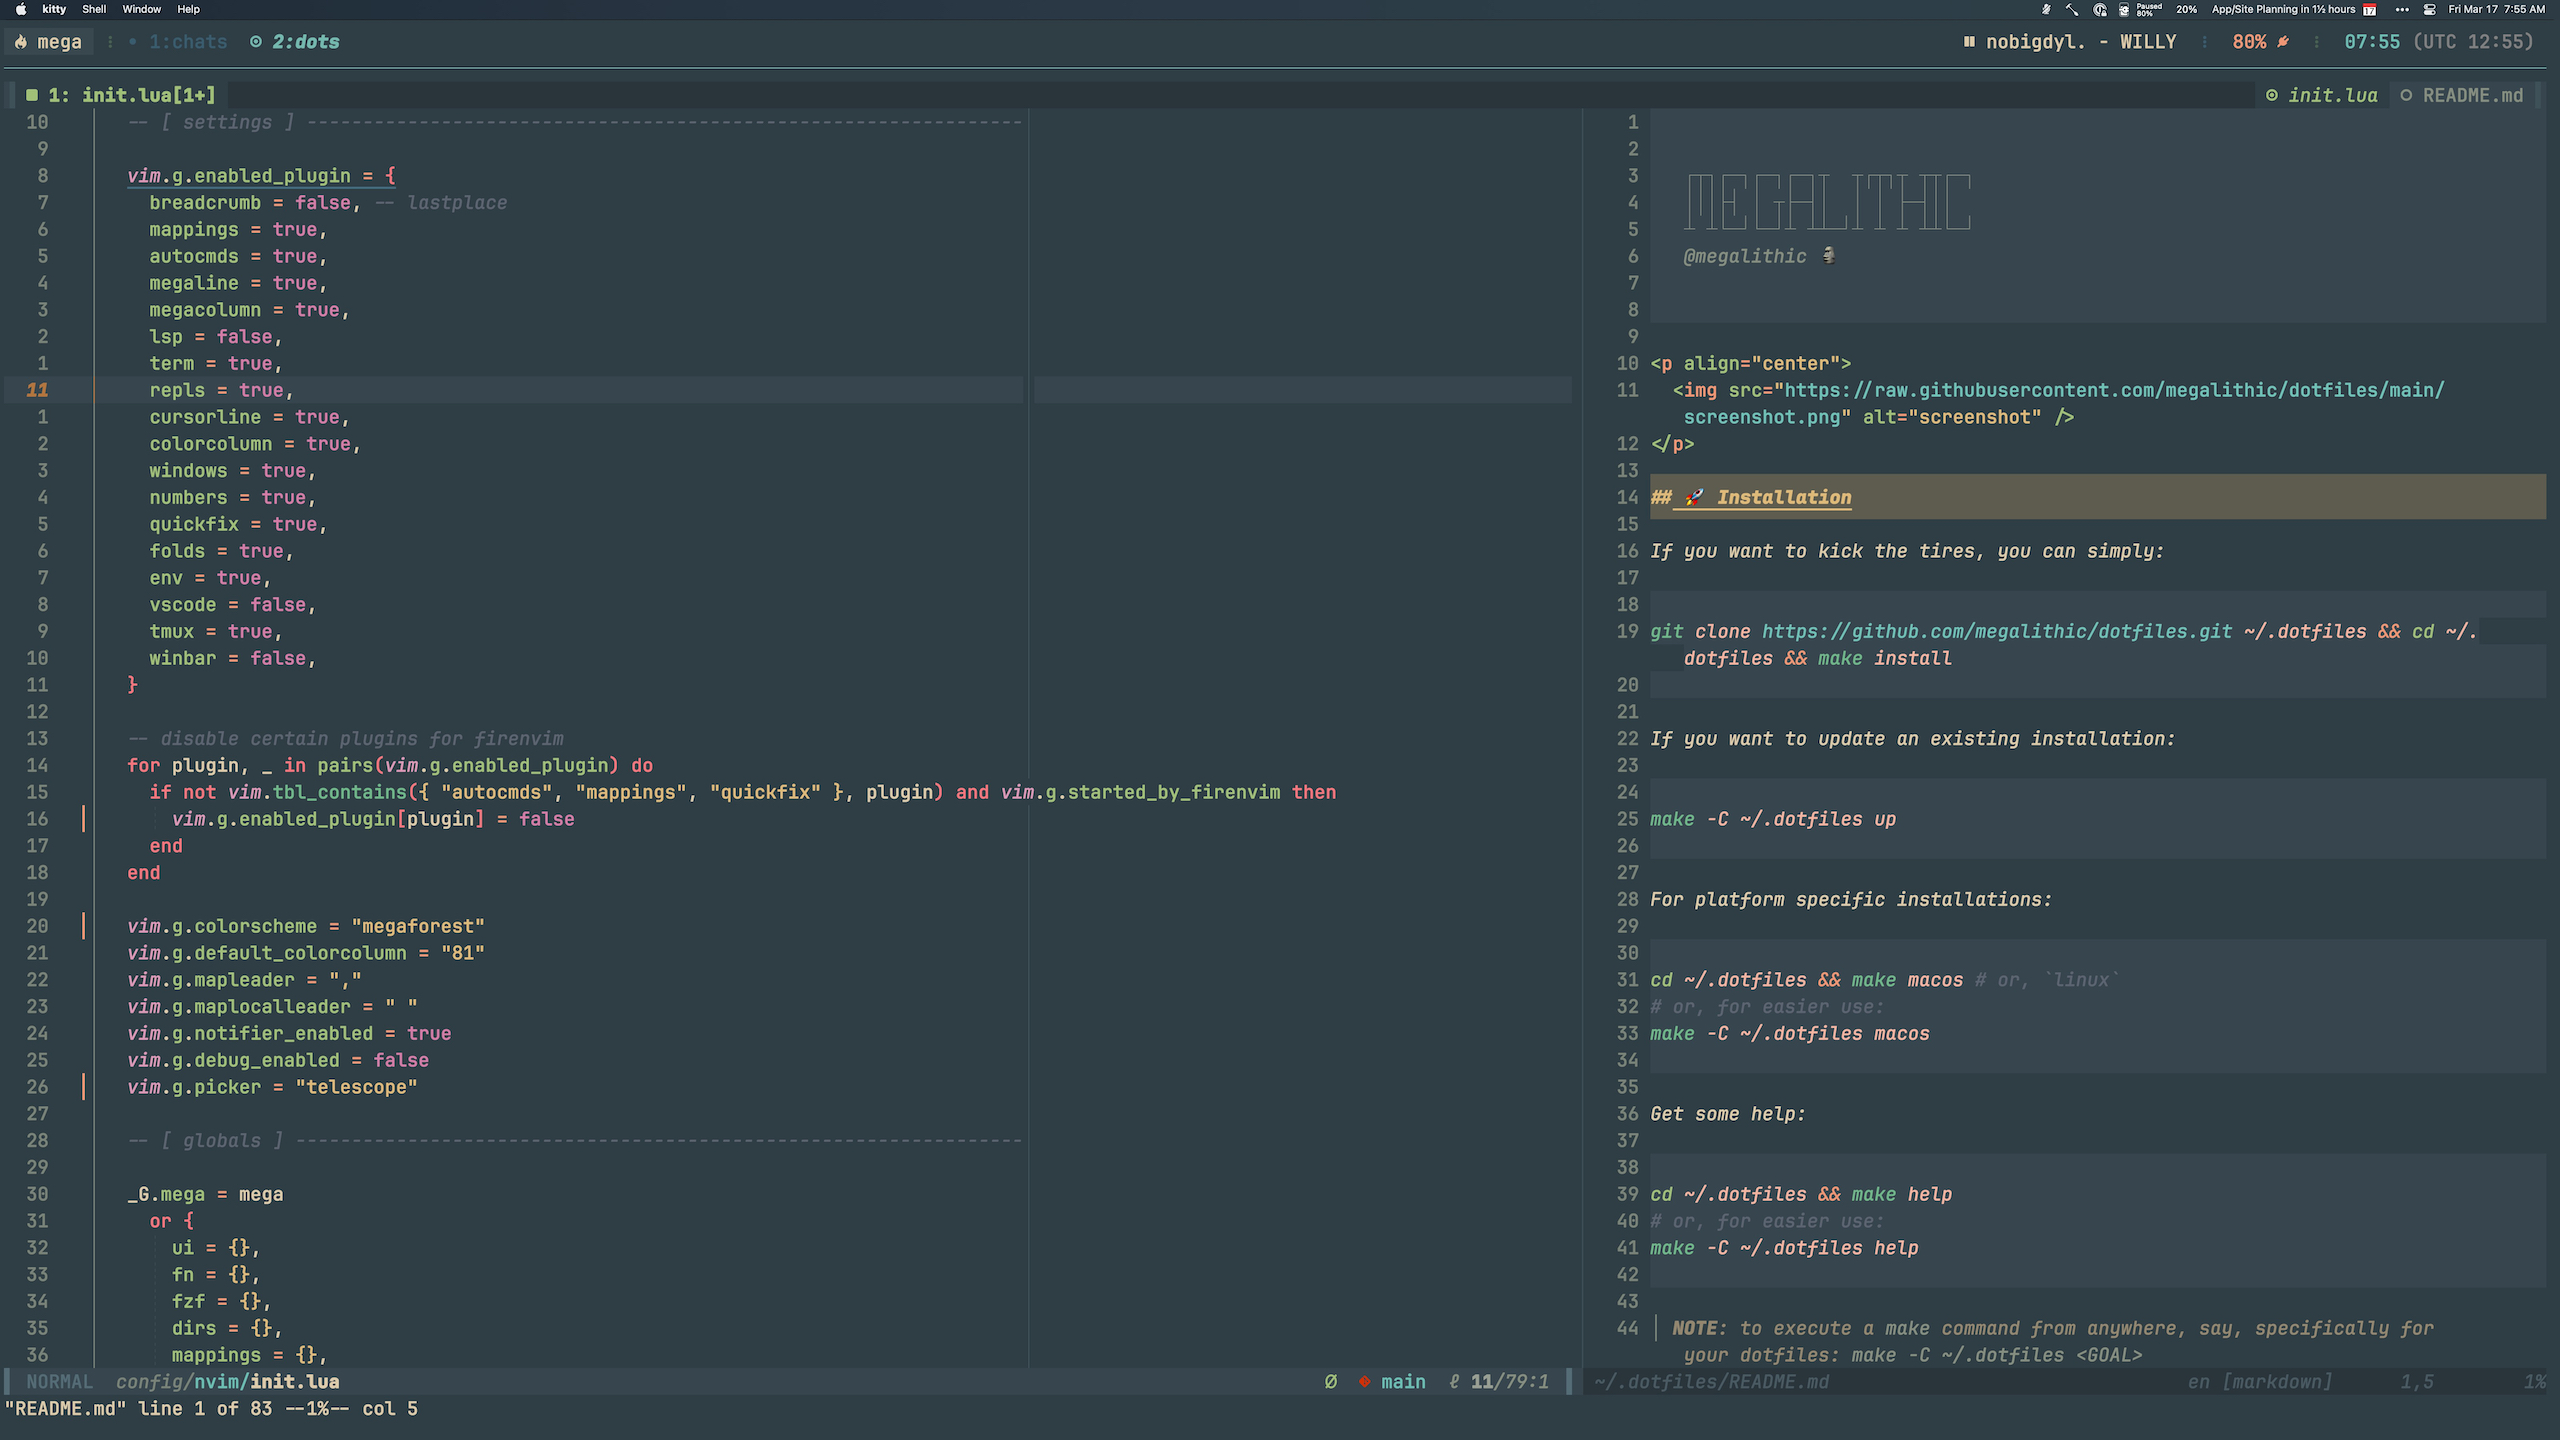 kitty Shell Window Help
Paused 80% 20% App/Site Planning in 1½ hours 17 ••• Fri Mar 17 7:55 AM
mega 1:chats 2:dots
nobigdyl. - WILLY 80% 07:55 (UTC 12:55)
1: init.lua[1+]
init.lua README.md
10 -- [ settings ] ----------------------------------------------------------------
9
8 vim.g.enabled_plugin = {
7 breadcrumb = false, -- lastplace
6 mappings = true,
5 autocmds = true,
4 megaline = true,
3 megacolumn = true,
2 lsp = false,
1 term = true,
11 repls = true,
1 cursorline = true,
2 colorcolumn = true,
3 windows = true,
4 numbers = true,
5 quickfix = true,
6 folds = true,
7 env = true,
8 vscode = false,
9 tmux = true,
10 winbar = false,
11 }
12
13 -- disable certain plugins for firenvim
14 for plugin, _ in pairs(vim.g.enabled_plugin) do
15 if not vim.tbl_contains({ "autocmds", "mappings", "quickfix" }, plugin) and vim.g.started_by_firenvim then
16 vim.g.enabled_plugin[plugin] = false
17 end
18 end
19
20 vim.g.colorscheme = "megaforest"
21 vim.g.default_colorcolumn = "81"
22 vim.g.mapleader = ","
23 vim.g.maplocalleader = " "
24 vim.g.notifier_enabled = true
25 vim.g.debug_enabled = false
26 vim.g.picker = "telescope"
27
28 -- [ globals ] -----------------------------------------------------------------
29
30 _G.mega = mega
31 or {
32 ui = {},
33 fn = {},
34 fzf = {},
35 dirs = {},
36 mappings = {},
1
2
3
4 MEGALITHIC
5
6 @megalithic 🗿
7
8
9
10 <p align="center">
11 <img src="https://raw.githubusercontent.com/megalithic/dotfiles/main/
screenshot.png" alt="screenshot" />
12 </p>
13
14 ## 🚀 Installation
15
16 If you want to kick the tires, you can simply:
17
18
19 git clone https://github.com/megalithic/dotfiles.git ~/.dotfiles && cd ~/.
dotfiles && make install
20
21
22 If you want to update an existing installation:
23
24
25 make -C ~/.dotfiles up
26
27
28 For platform specific installations:
29
30
31 cd ~/.dotfiles && make macos # or, `linux`
32 # or, for easier use:
33 make -C ~/.dotfiles macos
34
35
36 Get some help:
37
38
39 cd ~/.dotfiles && make help
40 # or, for easier use:
41 make -C ~/.dotfiles help
42
43
44 NOTE: to execute a make command from anywhere, say, specifically for
your dotfiles: make -C ~/.dotfiles <GOAL>
NORMAL config/nvim/init.lua Ø main ℓ 11/79:1
~/.dotfiles/README.md en [markdown] 1,5 1%
"README.md" line 1 of 83 --1%-- col 5